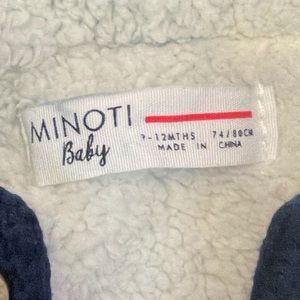 MINOTI
Baby
9-12MTHS 74/80CM
MADE IN CHINA